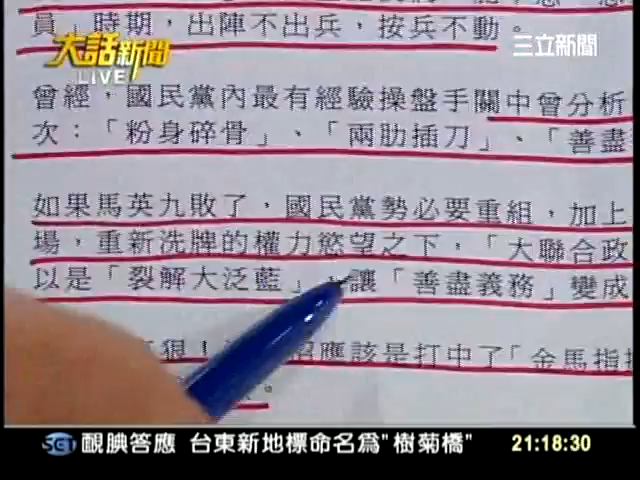 員」時期，出陣不出兵，按兵不動。
大話新聞
LIVE
三立新聞
曾經，國民黨內最有經驗操盤手關中曾分析
次：「粉身碎骨」、「兩肋插刀」、「善盡
如果馬英九敗了，國民黨勢必要重組，加上
場，重新洗牌的權力慾望之下，「大聯合政
以是「裂解大泛藍」，讓「善盡義務」變成
狠！
招應該是打中了「金馬指揮
SET 靦腆答應 台東新地標命名為"樹菊橋" 21:18:30